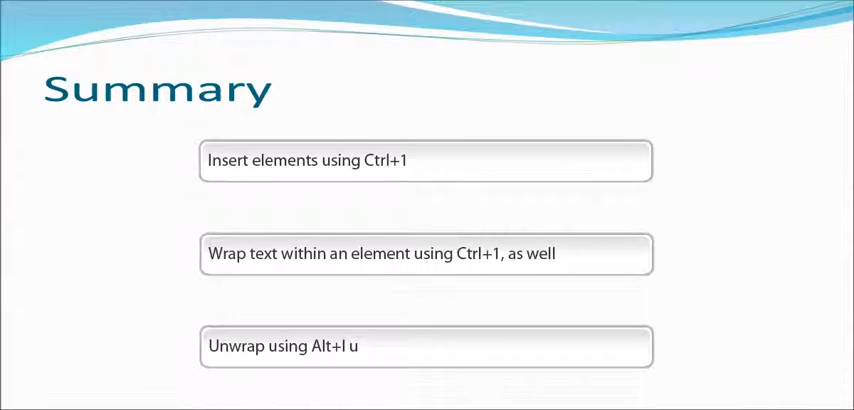 Summary
Insert elements using Ctrl+1
Wrap text within an element using Ctrl+1, as well
Unwrap using Alt+l u